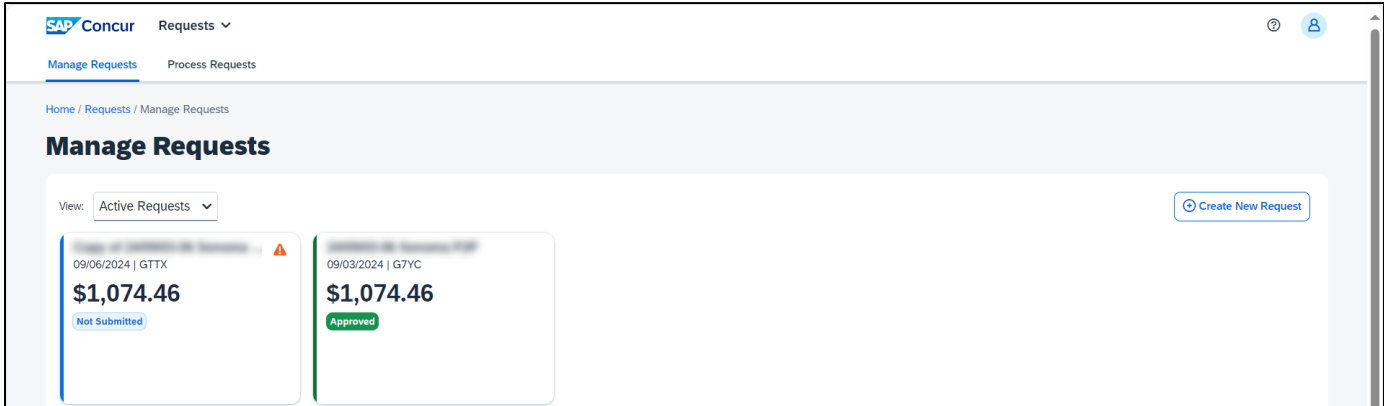 SAP Concur Requests
Manage Requests Process Requests
Home / Requests / Manage Requests
Manage Requests
View: Active Requests
Create New Request
09/06/2024 | GTTX
$1,074.46
Not Submitted
09/03/2024 | G7YC
$1,074.46
Approved